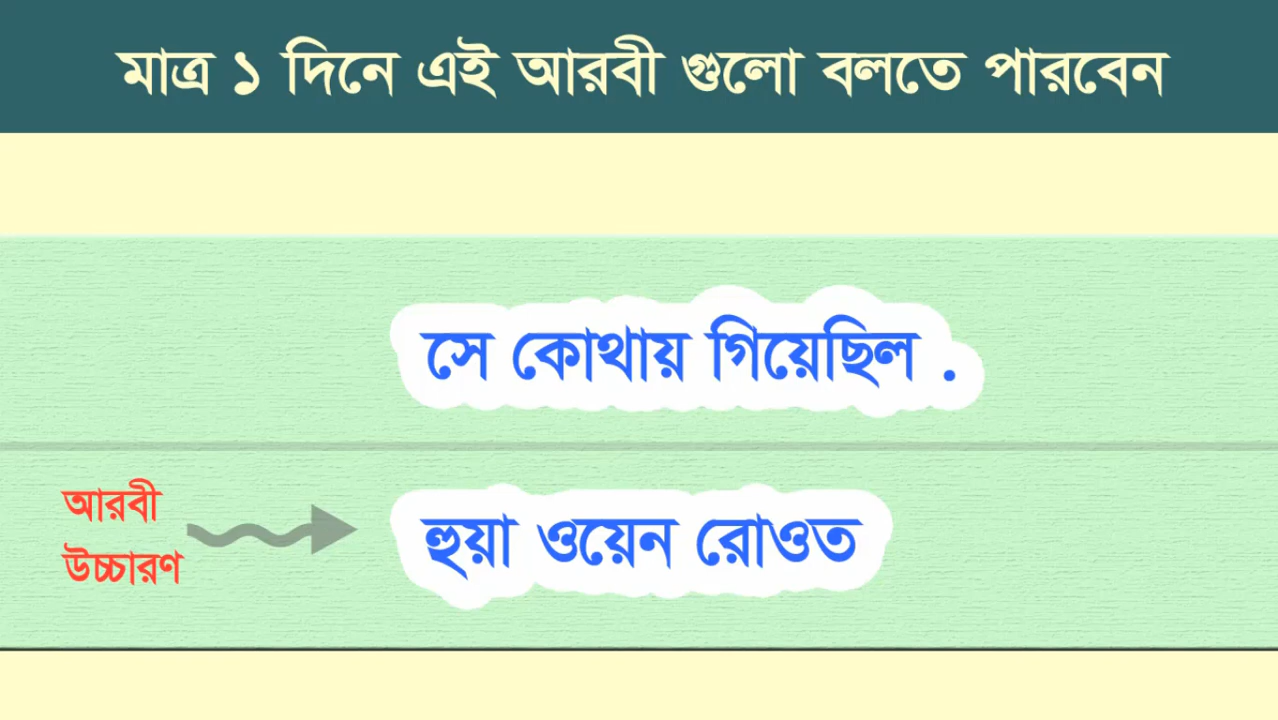 মাত্র ১ দিনে এই আরবী গুলো বলতে পারবেন
সে কোথায় গিয়েছিল .
আরবী
উচ্চারণ
হুয়া ওয়েন রোওত